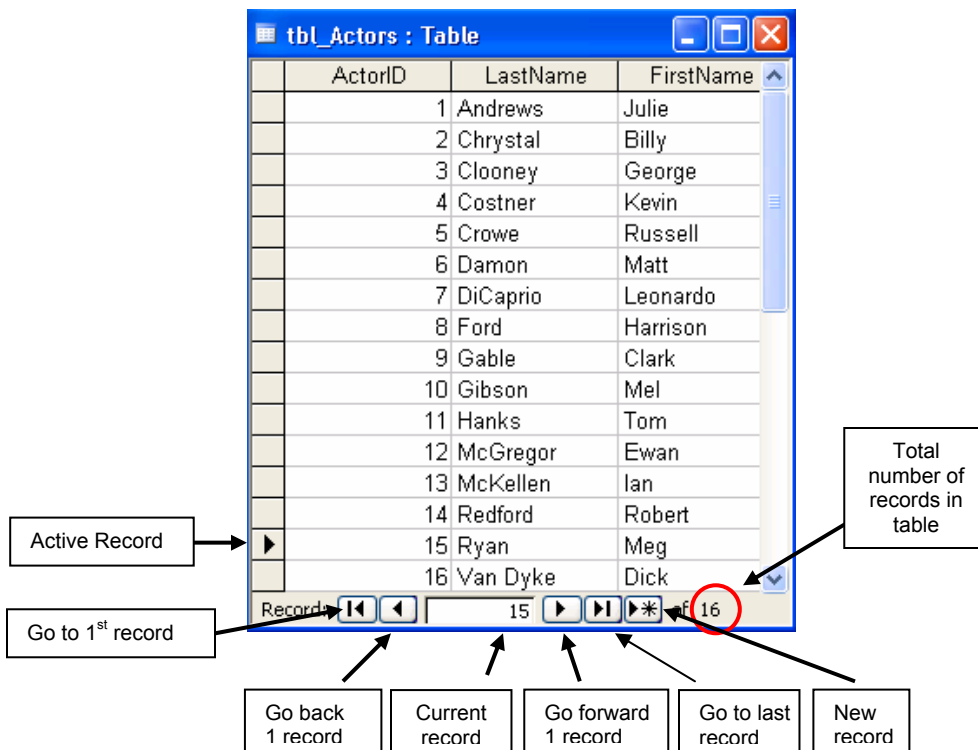 tbl_Actors : Table
ActorID LastName FirstName
1 Andrews Julie
2 Chrystal Billy
3 Clooney George
4 Costner Kevin
5 Crowe Russell
6 Damon Matt
7 DiCaprio Leonardo
8 Ford Harrison
9 Gable Clark
10 Gibson Mel
11 Hanks Tom
12 McGregor Ewan
13 McKellen Ian
14 Redford Robert
15 Ryan Meg
16 Van Dyke Dick
Record: 15 of 16
Total
number of
records in
table
Active Record
Go to 1st record
Go back
1 record
Current
record
Go forward
1 record
Go to last
record
New
record